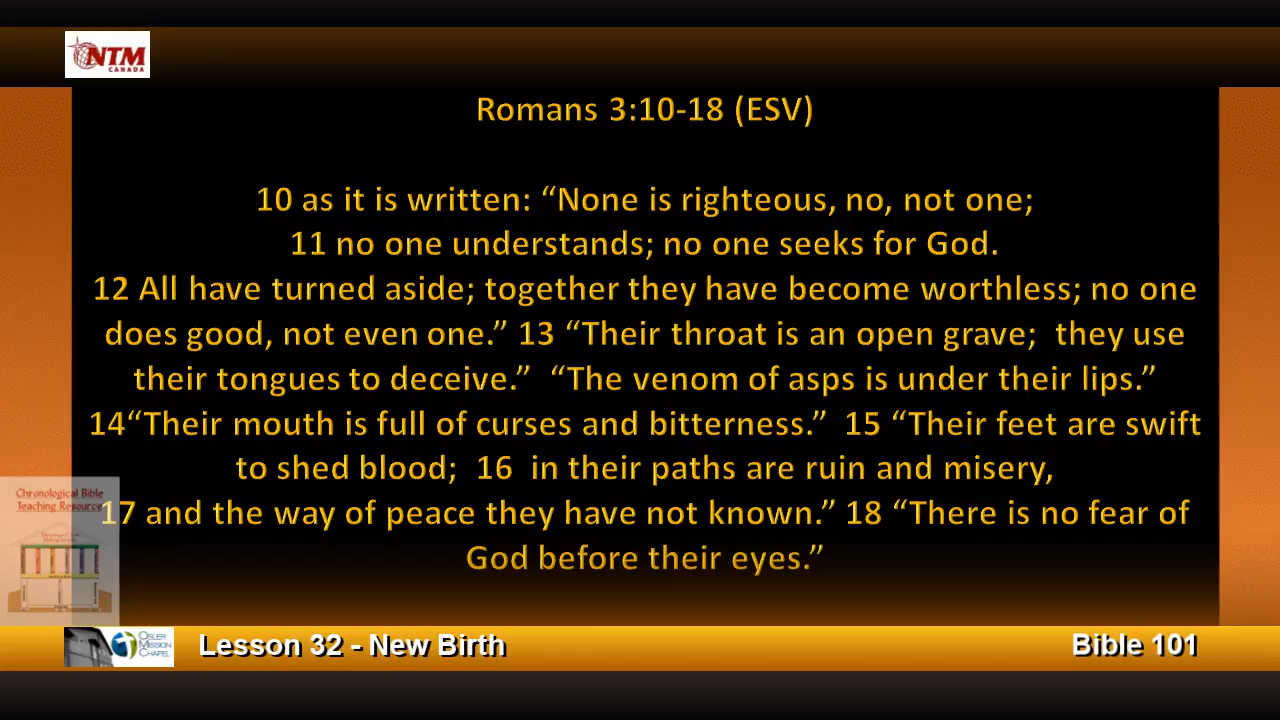 NTM
CANADA
Romans 3:10-18 (ESV)
10 as it is written: “None is righteous, no, not one;
11 no one understands; no one seeks for God.
12 All have turned aside; together they have become worthless; no one
does good, not even one.” 13 “Their throat is an open grave;  they use
their tongues to deceive.”  “The venom of asps is under their lips.”
14“Their mouth is full of curses and bitterness.”  15 “Their feet are swift
to shed blood;  16  in their paths are ruin and misery,
17 and the way of peace they have not known.” 18 “There is no fear of
God before their eyes.”
Chronological Bible
Teaching Resource
Osler
Mission
Chapel
Lesson 32 - New Birth
Bible 101